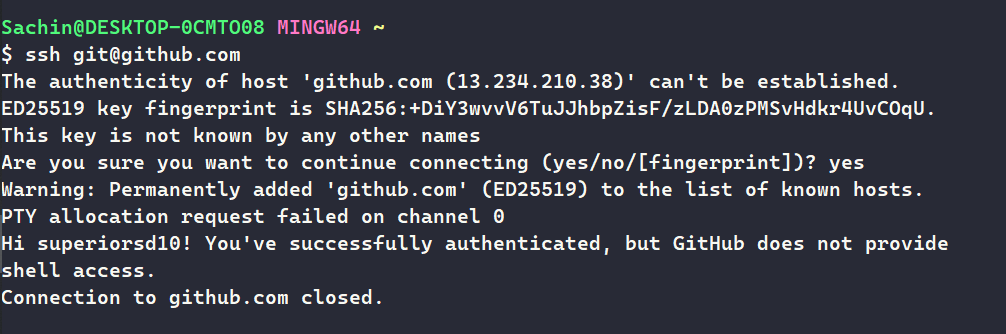 Sachin@DESKTOP-0CMTO08 MINGW64 ~
$ ssh git@github.com
The authenticity of host 'github.com (13.234.210.38)' can't be established.
ED25519 key fingerprint is SHA256:+DiY3wvvV6TuJJhbpZisF/zLDA0zPMSvHdkr4UvCOqU.
This key is not known by any other names
Are you sure you want to continue connecting (yes/no/[fingerprint])? yes
Warning: Permanently added 'github.com' (ED25519) to the list of known hosts.
PTY allocation request failed on channel 0
Hi superiorsd10! You've successfully authenticated, but GitHub does not provide
shell access.
Connection to github.com closed.